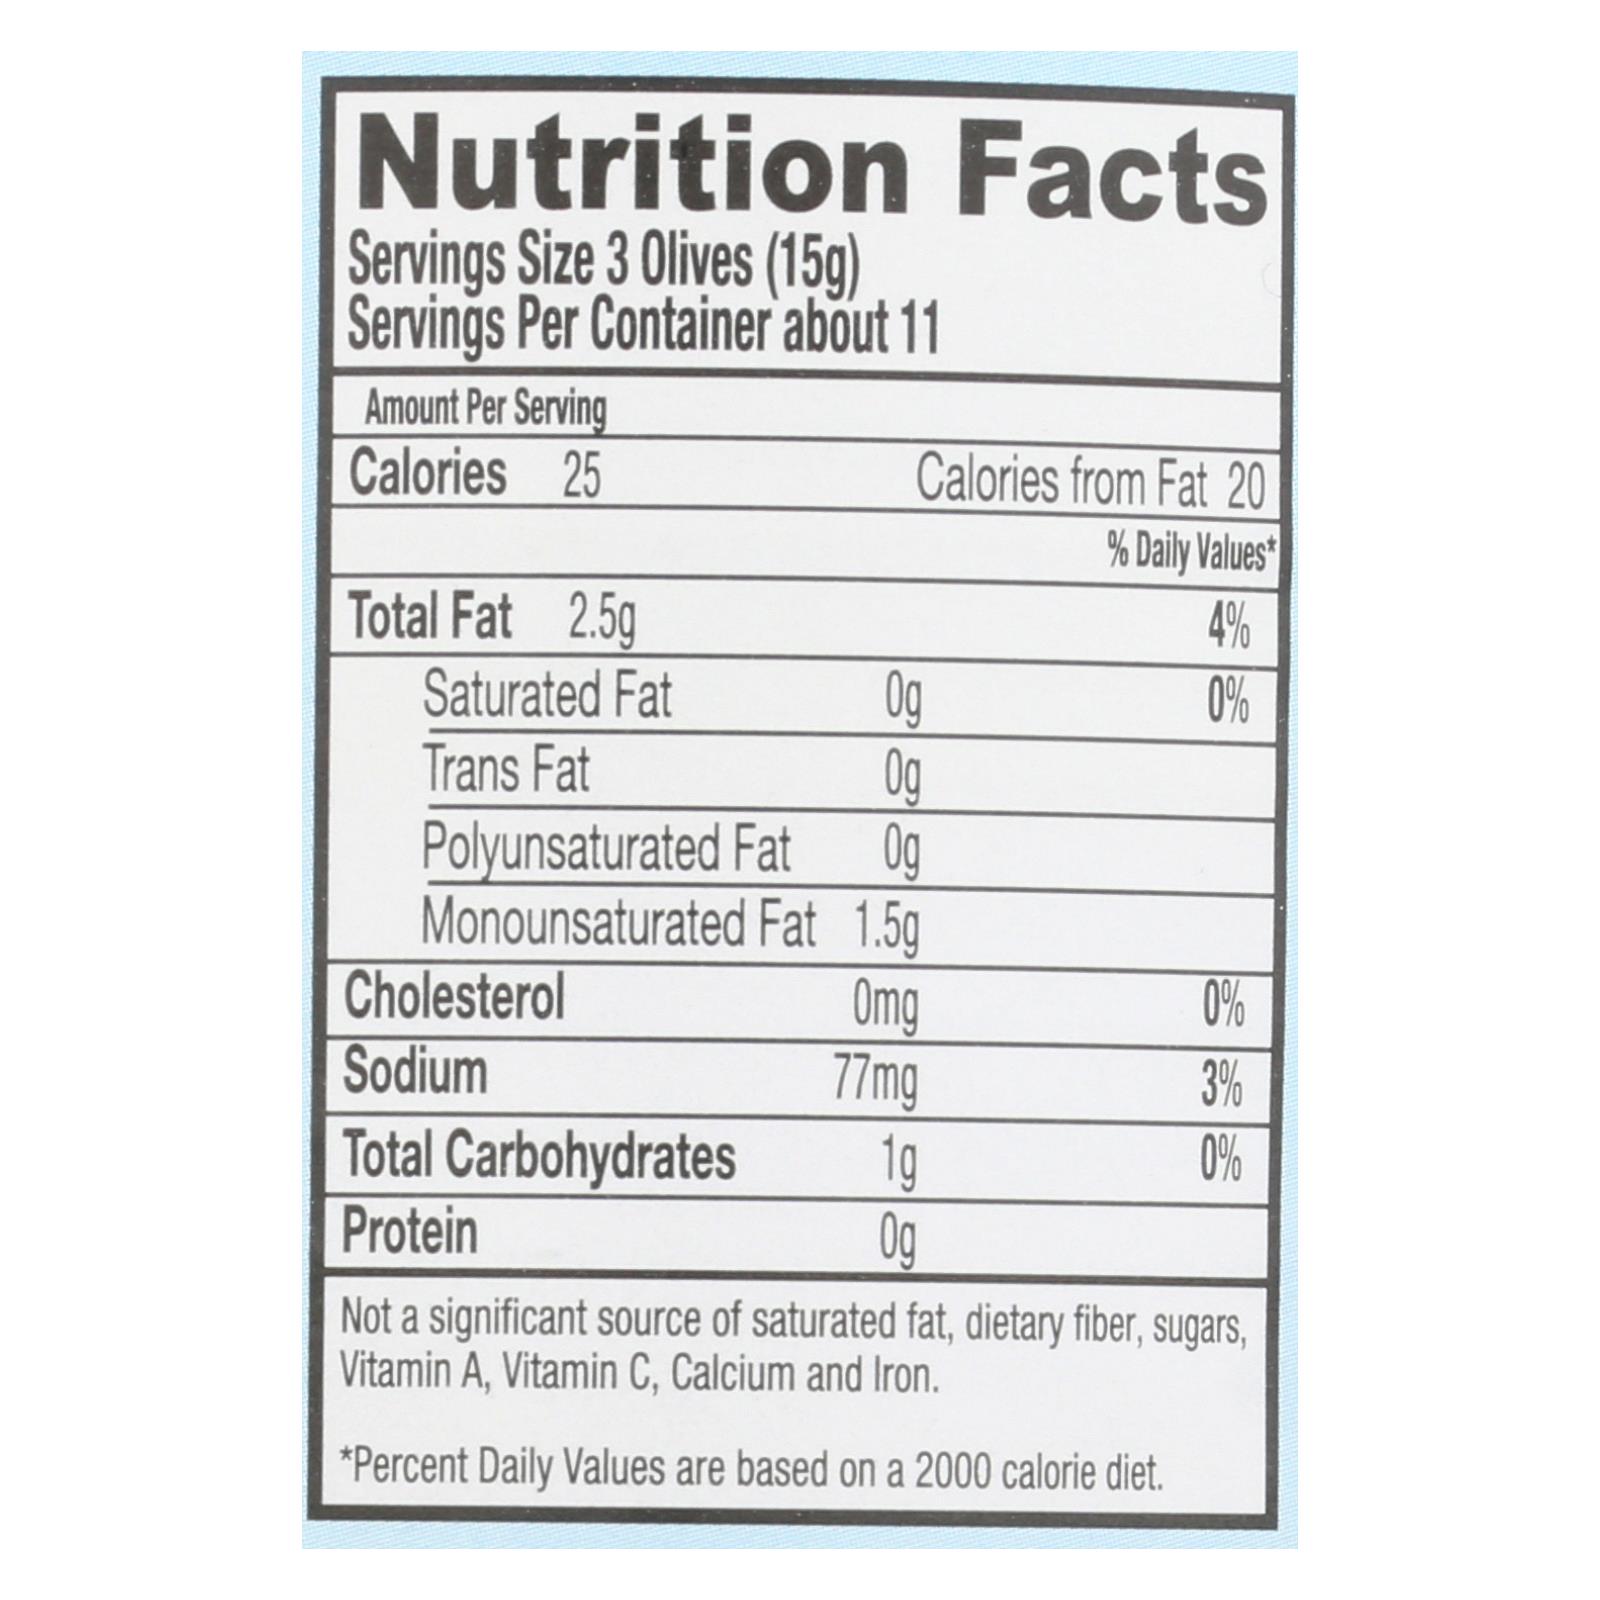 Nutrition Facts
Servings Size 3 Olives (15g)
Servings Per Container about 11
Amount Per Serving
Calories 25 Calories from Fat 20
% Daily Values*
Total Fat 2.5g 4%
Saturated Fat 0g 0%
Trans Fat 0g
Polyunsaturated Fat 0g
Monounsaturated Fat 1.5g
Cholesterol 0mg 0%
Sodium 77mg 3%
Total Carbohydrates 1g 0%
Protein 0g
Not a significant source of saturated fat, dietary fiber, sugars,
Vitamin A, Vitamin C, Calcium and Iron.
*Percent Daily Values are based on a 2000 calorie diet.